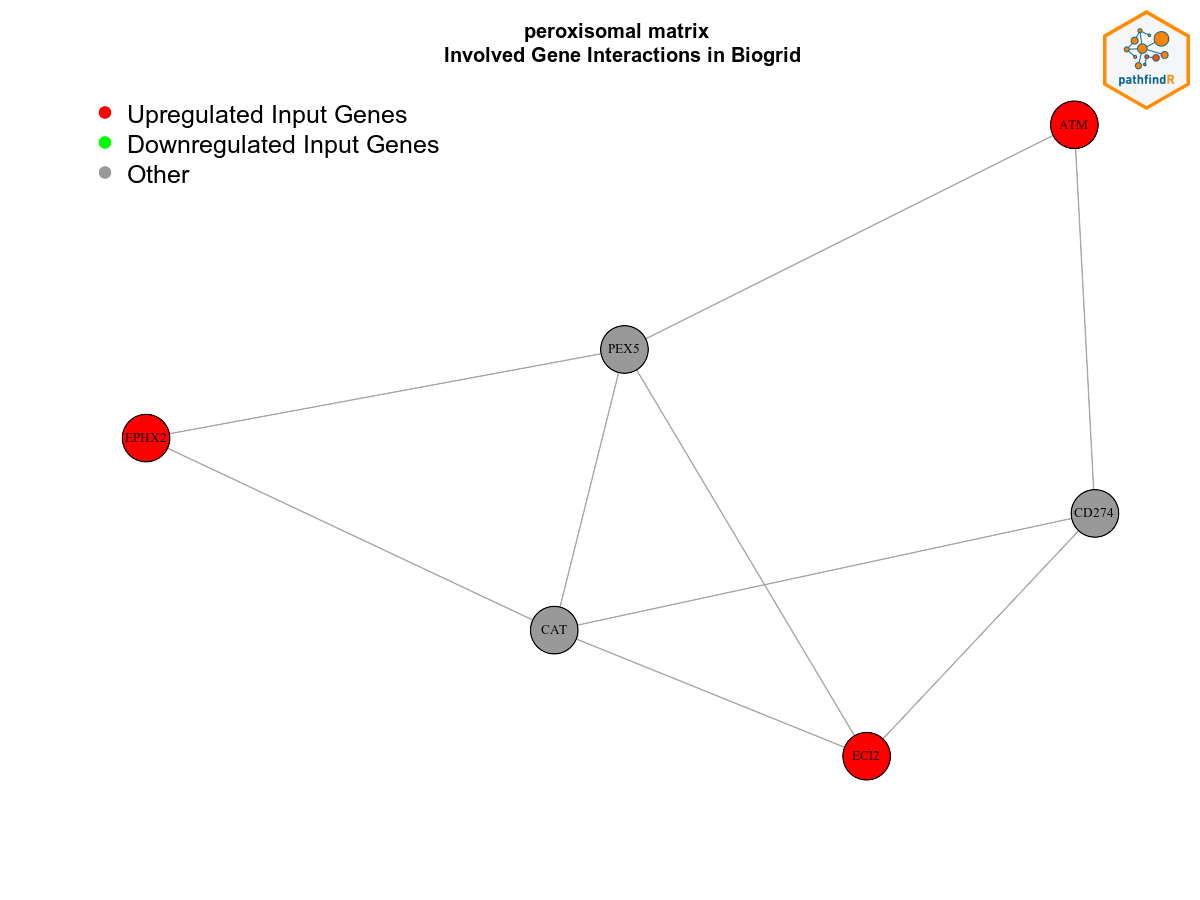 peroxisomal matrix
Involved Gene Interactions in Biogrid
pathfindR
Upregulated Input Genes
Downregulated Input Genes
Other
ATM
PEX5
EPHX2
CD274
CAT
ECI2